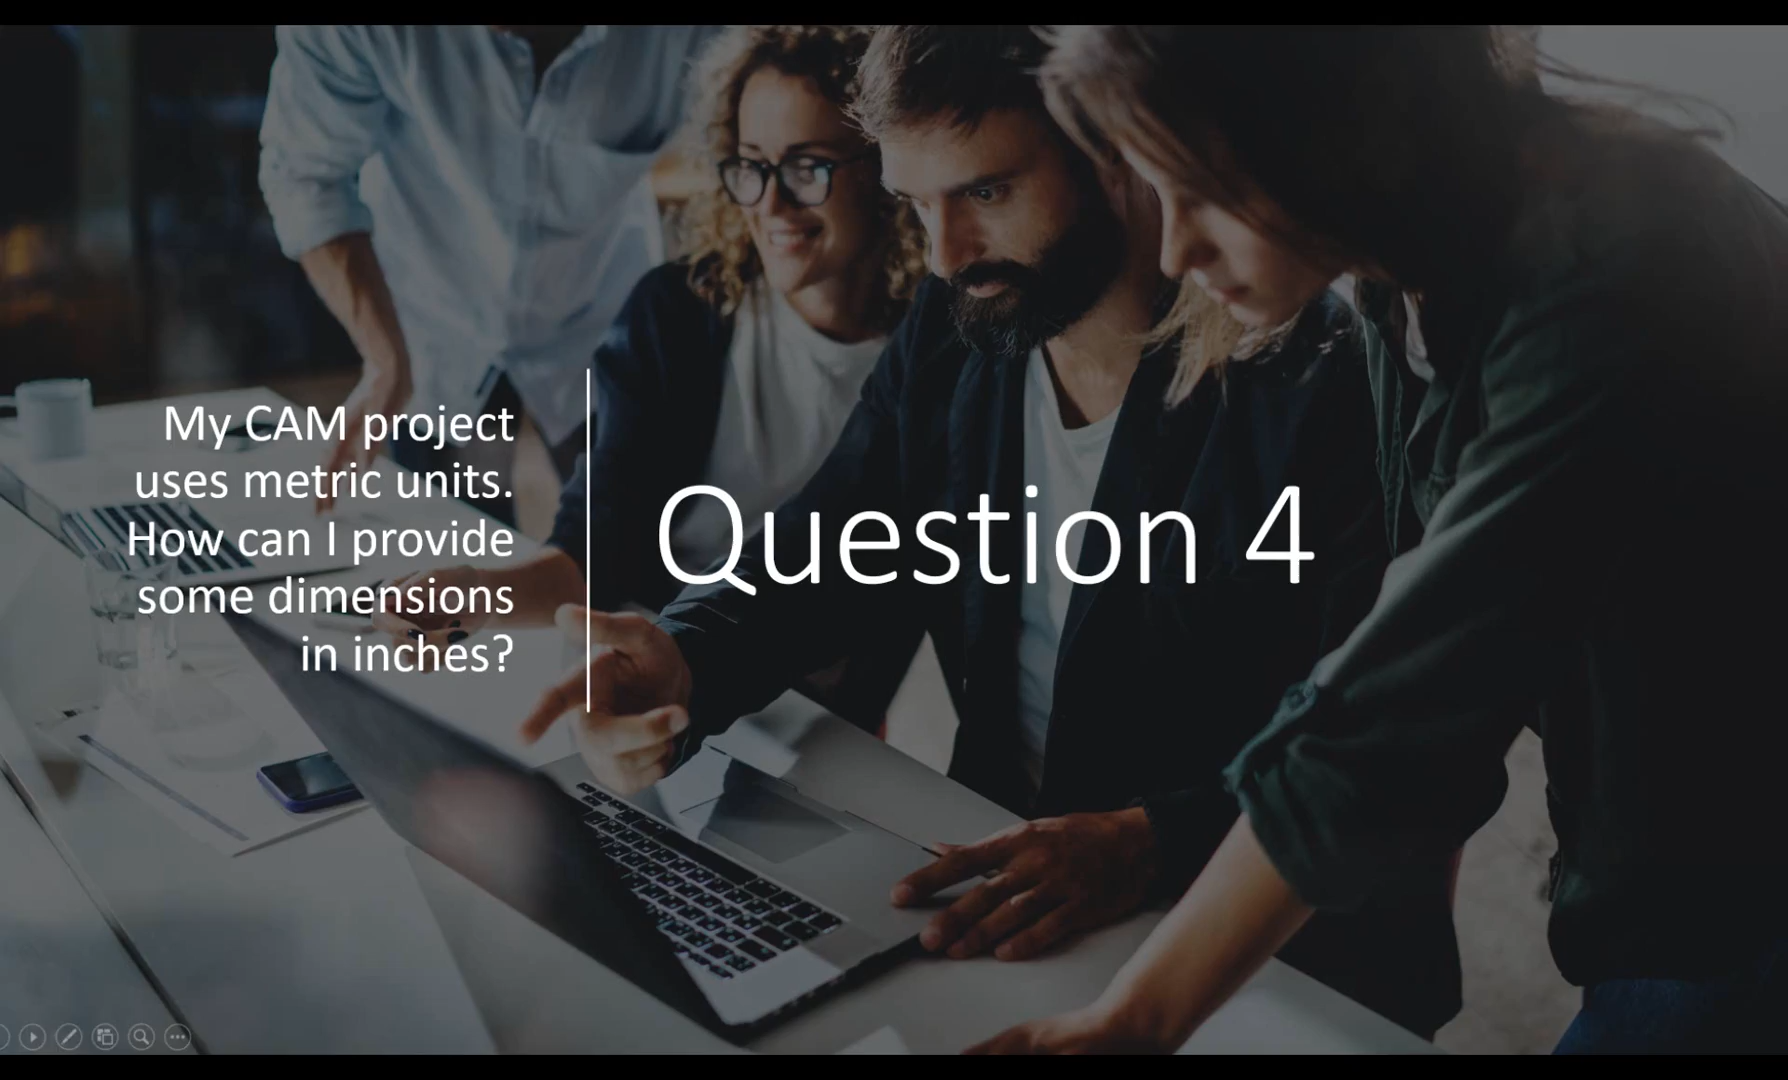 My CAM project
uses metric units.
How can I provide
some dimensions
in inches?
Question 4